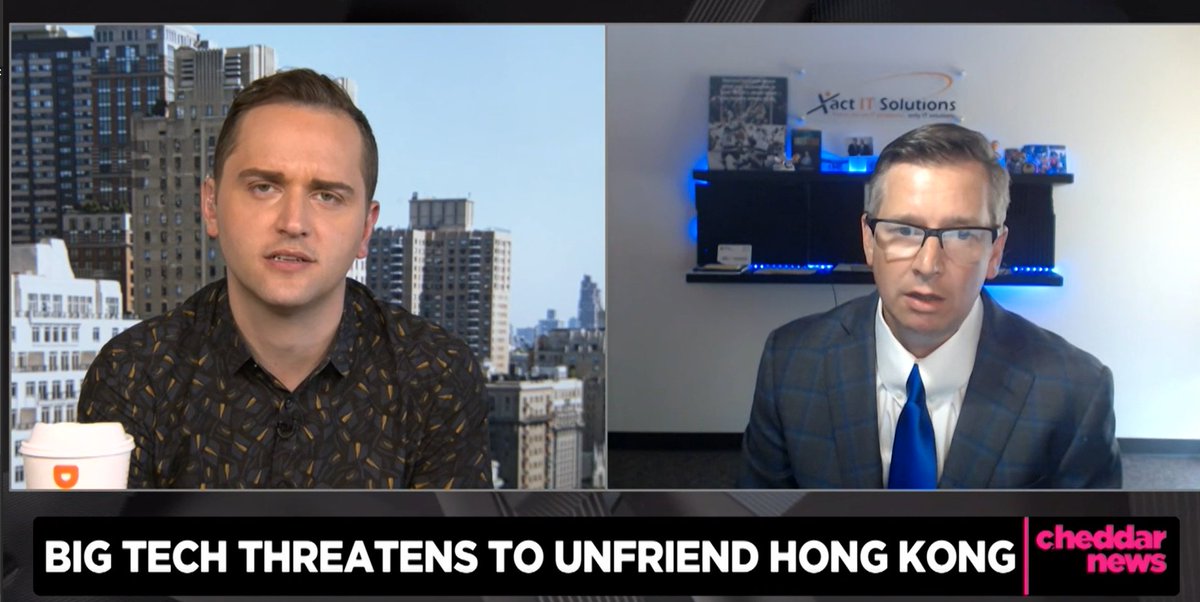 Xact IT Solutions
BIG TECH THREATENS TO UNFRIEND HONG KONG
cheddar
news